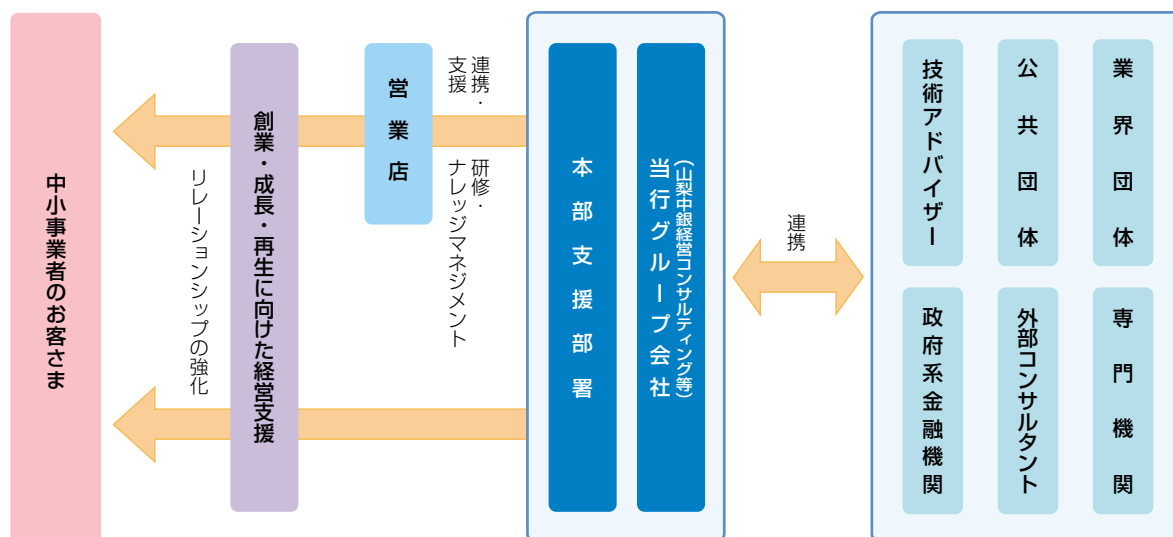 中小事業者のお客さま
リレーションシップの強化
創業・成長・再生に向けた経営支援
営業店
連携・
支援
研修・
ナレッジマネジメント
本部支援部署
当行グループ会社
(山梨中銀経営コンサルティング等)
連携
技術アドバイザー
公共団体
業界団体
政府系金融機関
外部コンサルタント
専門機関